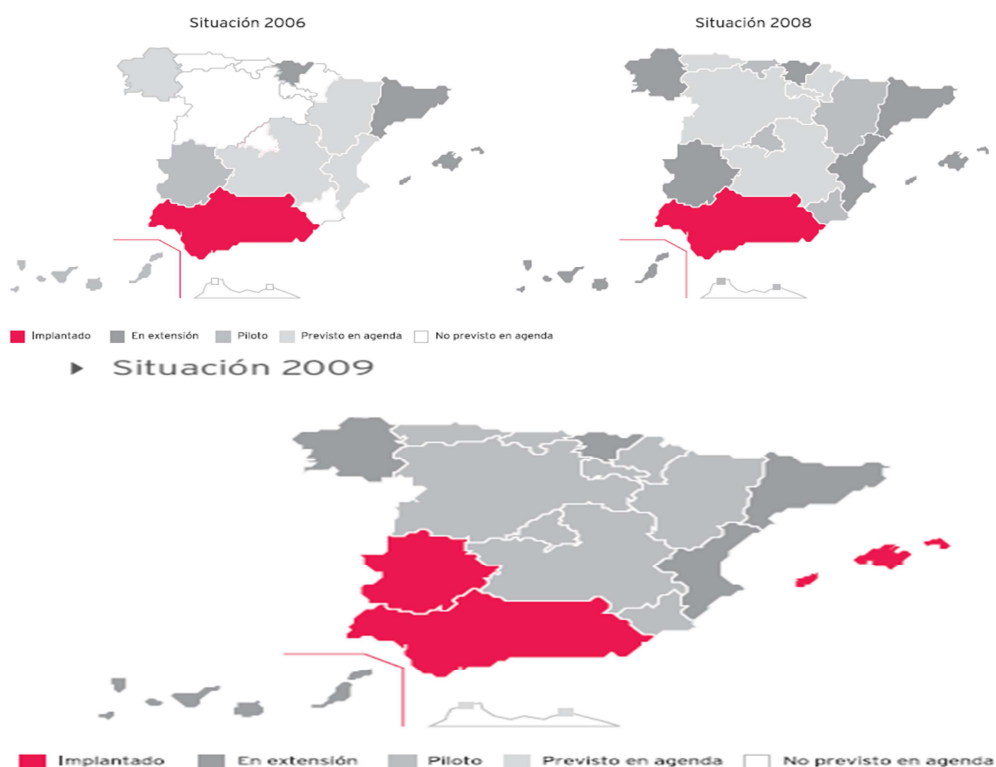 Situación 2006
Situación 2008
Implantado
En extensión
Piloto
Previsto en agenda
No previsto en agenda
▶ Situación 2009
Implantado
En extensión
Piloto
Previsto en agenda
No previsto en agenda